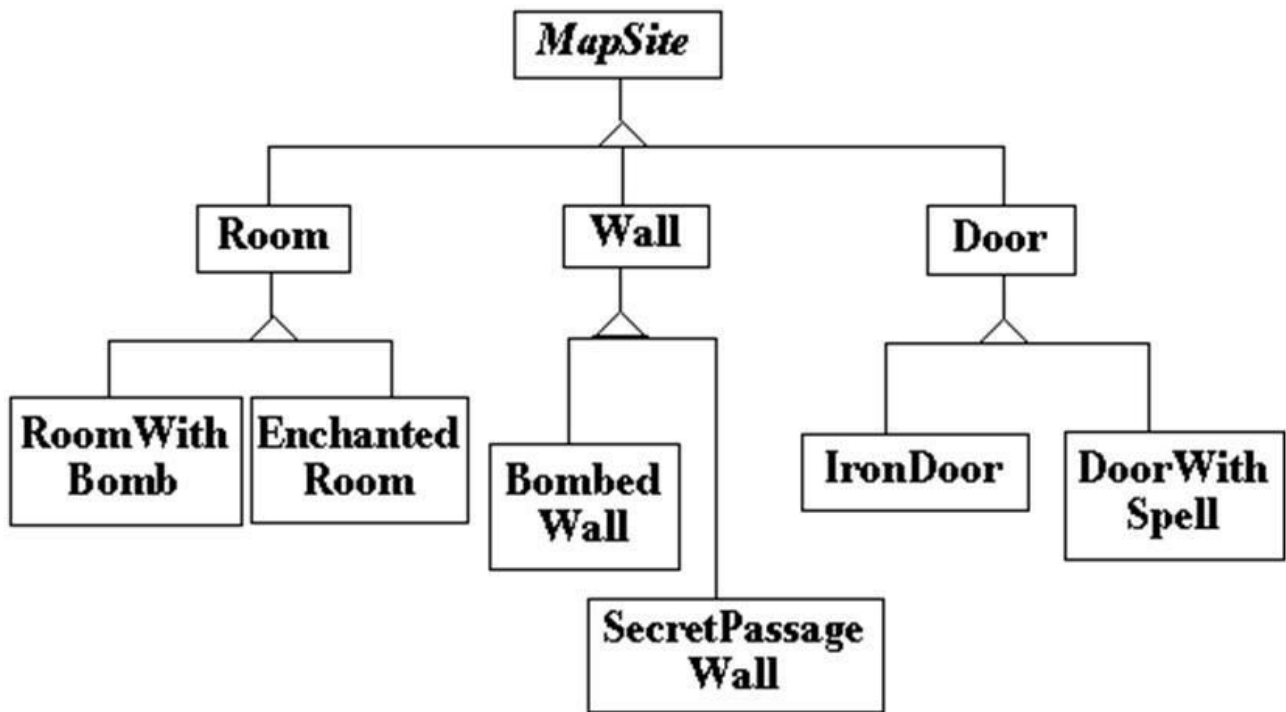 MapSite
Room
Wall
Door
RoomWith
Bomb
Enchanted
Room
Bombed
Wall
IronDoor
DoorWith
Spell
SecretPassage
Wall